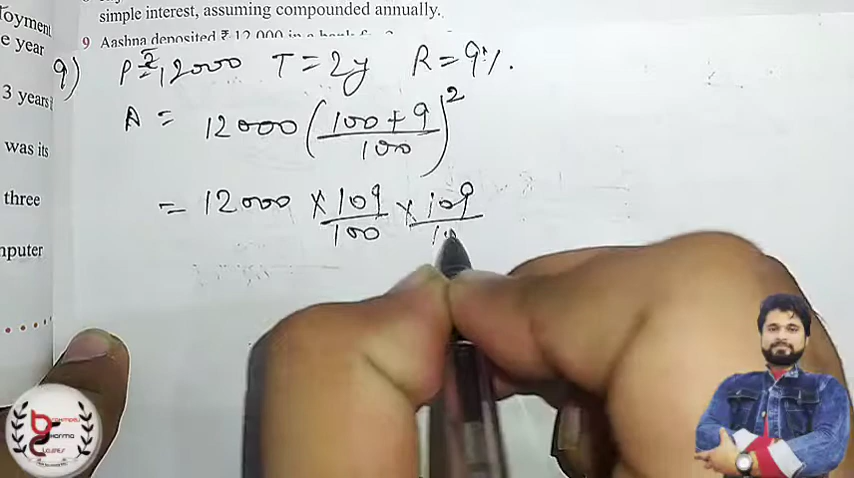 simple interest, assuming compounded annually.
9 Aashna deposited ₹ 12,000 in a bank for
loyment
e year
3 years
was its
three
nputer
9) P = ₹ 12000 T = 2y R = 9%.
A = 12000 (100 + 9 / 100)²
= 12000 × 109/100 × 109/10